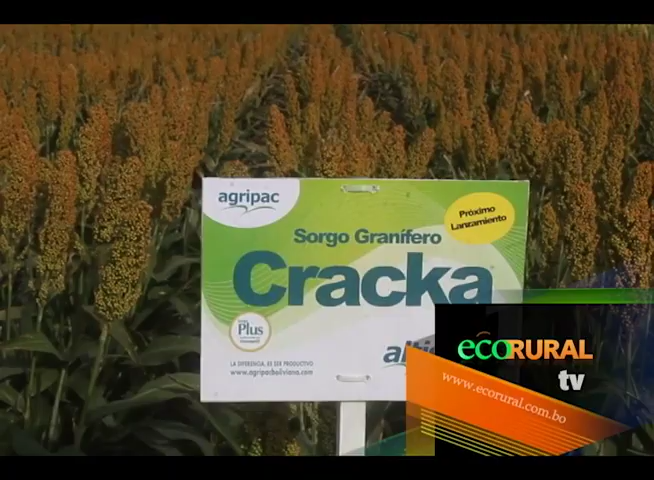 agripac
Próximo
Lanzamiento
Sorgo Granífero
Cracka
Plus
LA DIFERENCIA, ES SER PRODUCTIVO
www.agripacboliviana.com
ECORURAL
tv
www.ecorural.com.bo